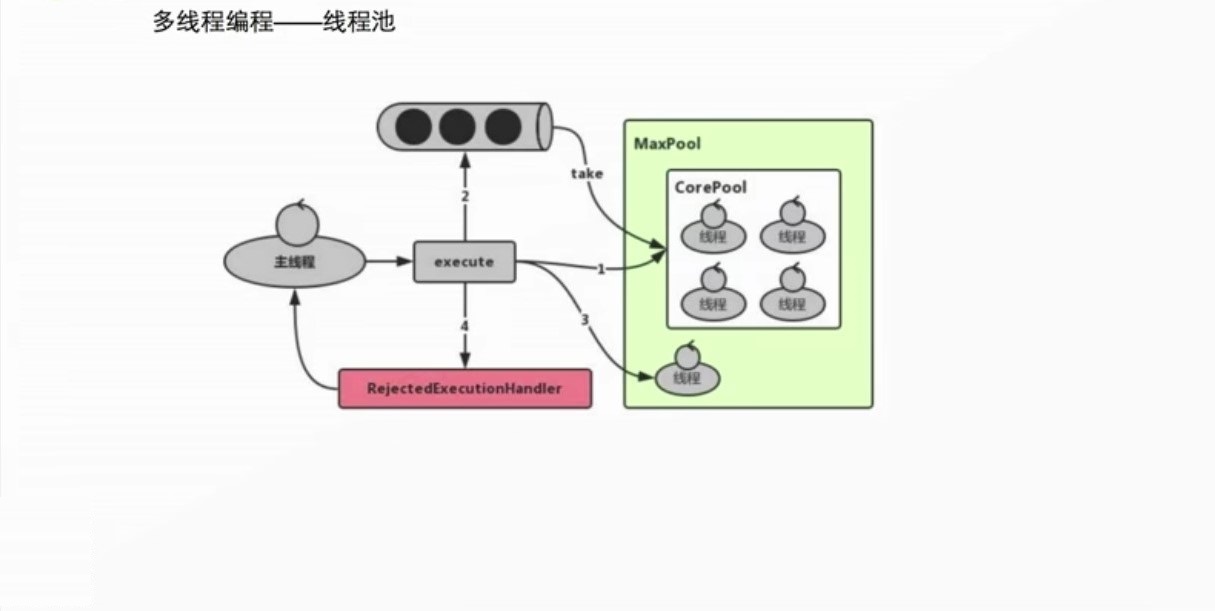 多线程编程——线程池
MaxPool
take
CorePool
2
线程
线程
主线程
execute
1
线程
线程
4
3
RejectedExecutionHandler
线程